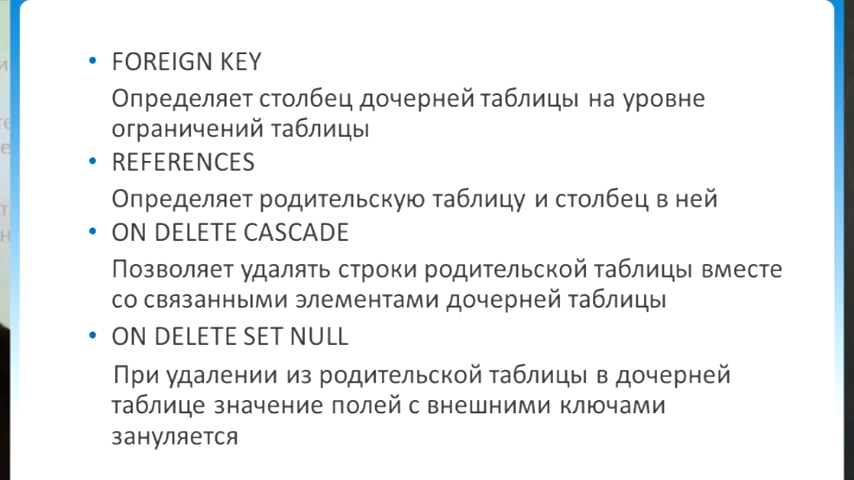 FOREIGN KEY
Определяет столбец дочерней таблицы на уровне
ограничений таблицы
REFERENCES
Определяет родительскую таблицу и столбец в ней
ON DELETE CASCADE
Позволяет удалять строки родительской таблицы вместе
со связанными элементами дочерней таблицы
ON DELETE SET NULL
При удалении из родительской таблицы в дочерней
таблице значение полей с внешними ключами
зануляется